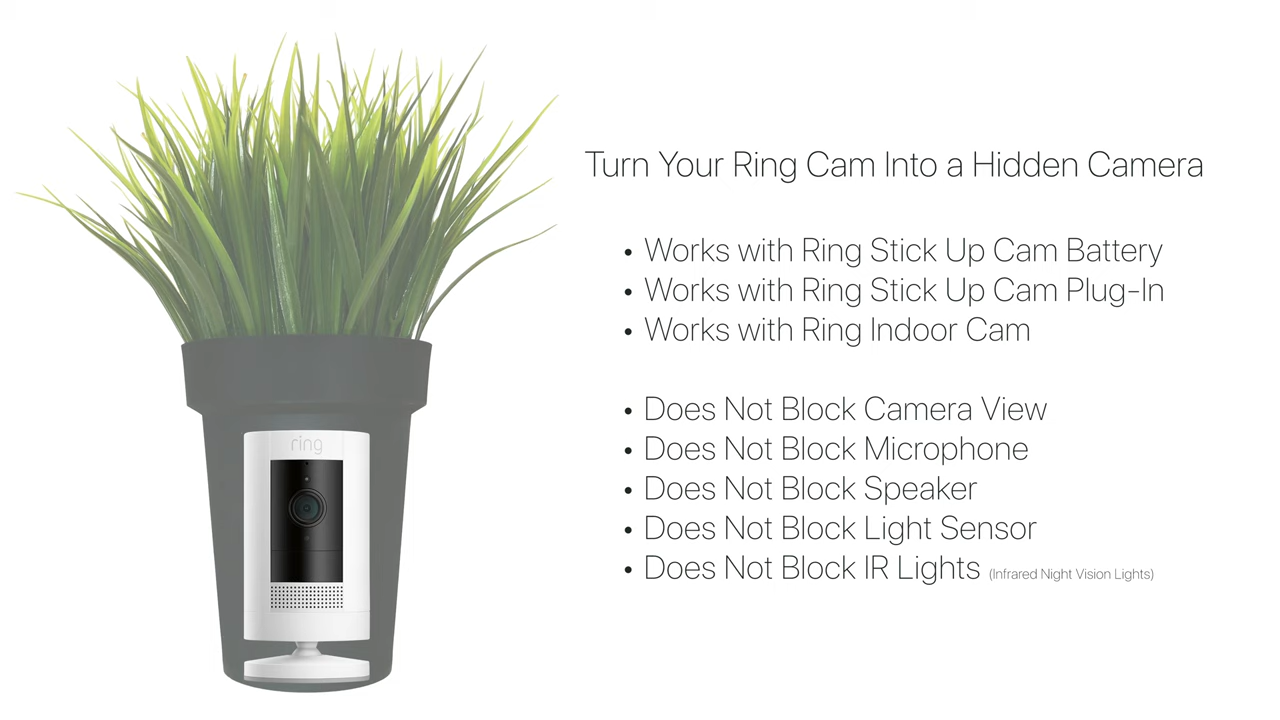 Turn Your Ring Cam Into a Hidden Camera
• Works with Ring Stick Up Cam Battery
• Works with Ring Stick Up Cam Plug-In
• Works with Ring Indoor Cam
• Does Not Block Camera View
• Does Not Block Microphone
• Does Not Block Speaker
• Does Not Block Light Sensor
• Does Not Block IR Lights (Infrared Night Vision Lights)
ring